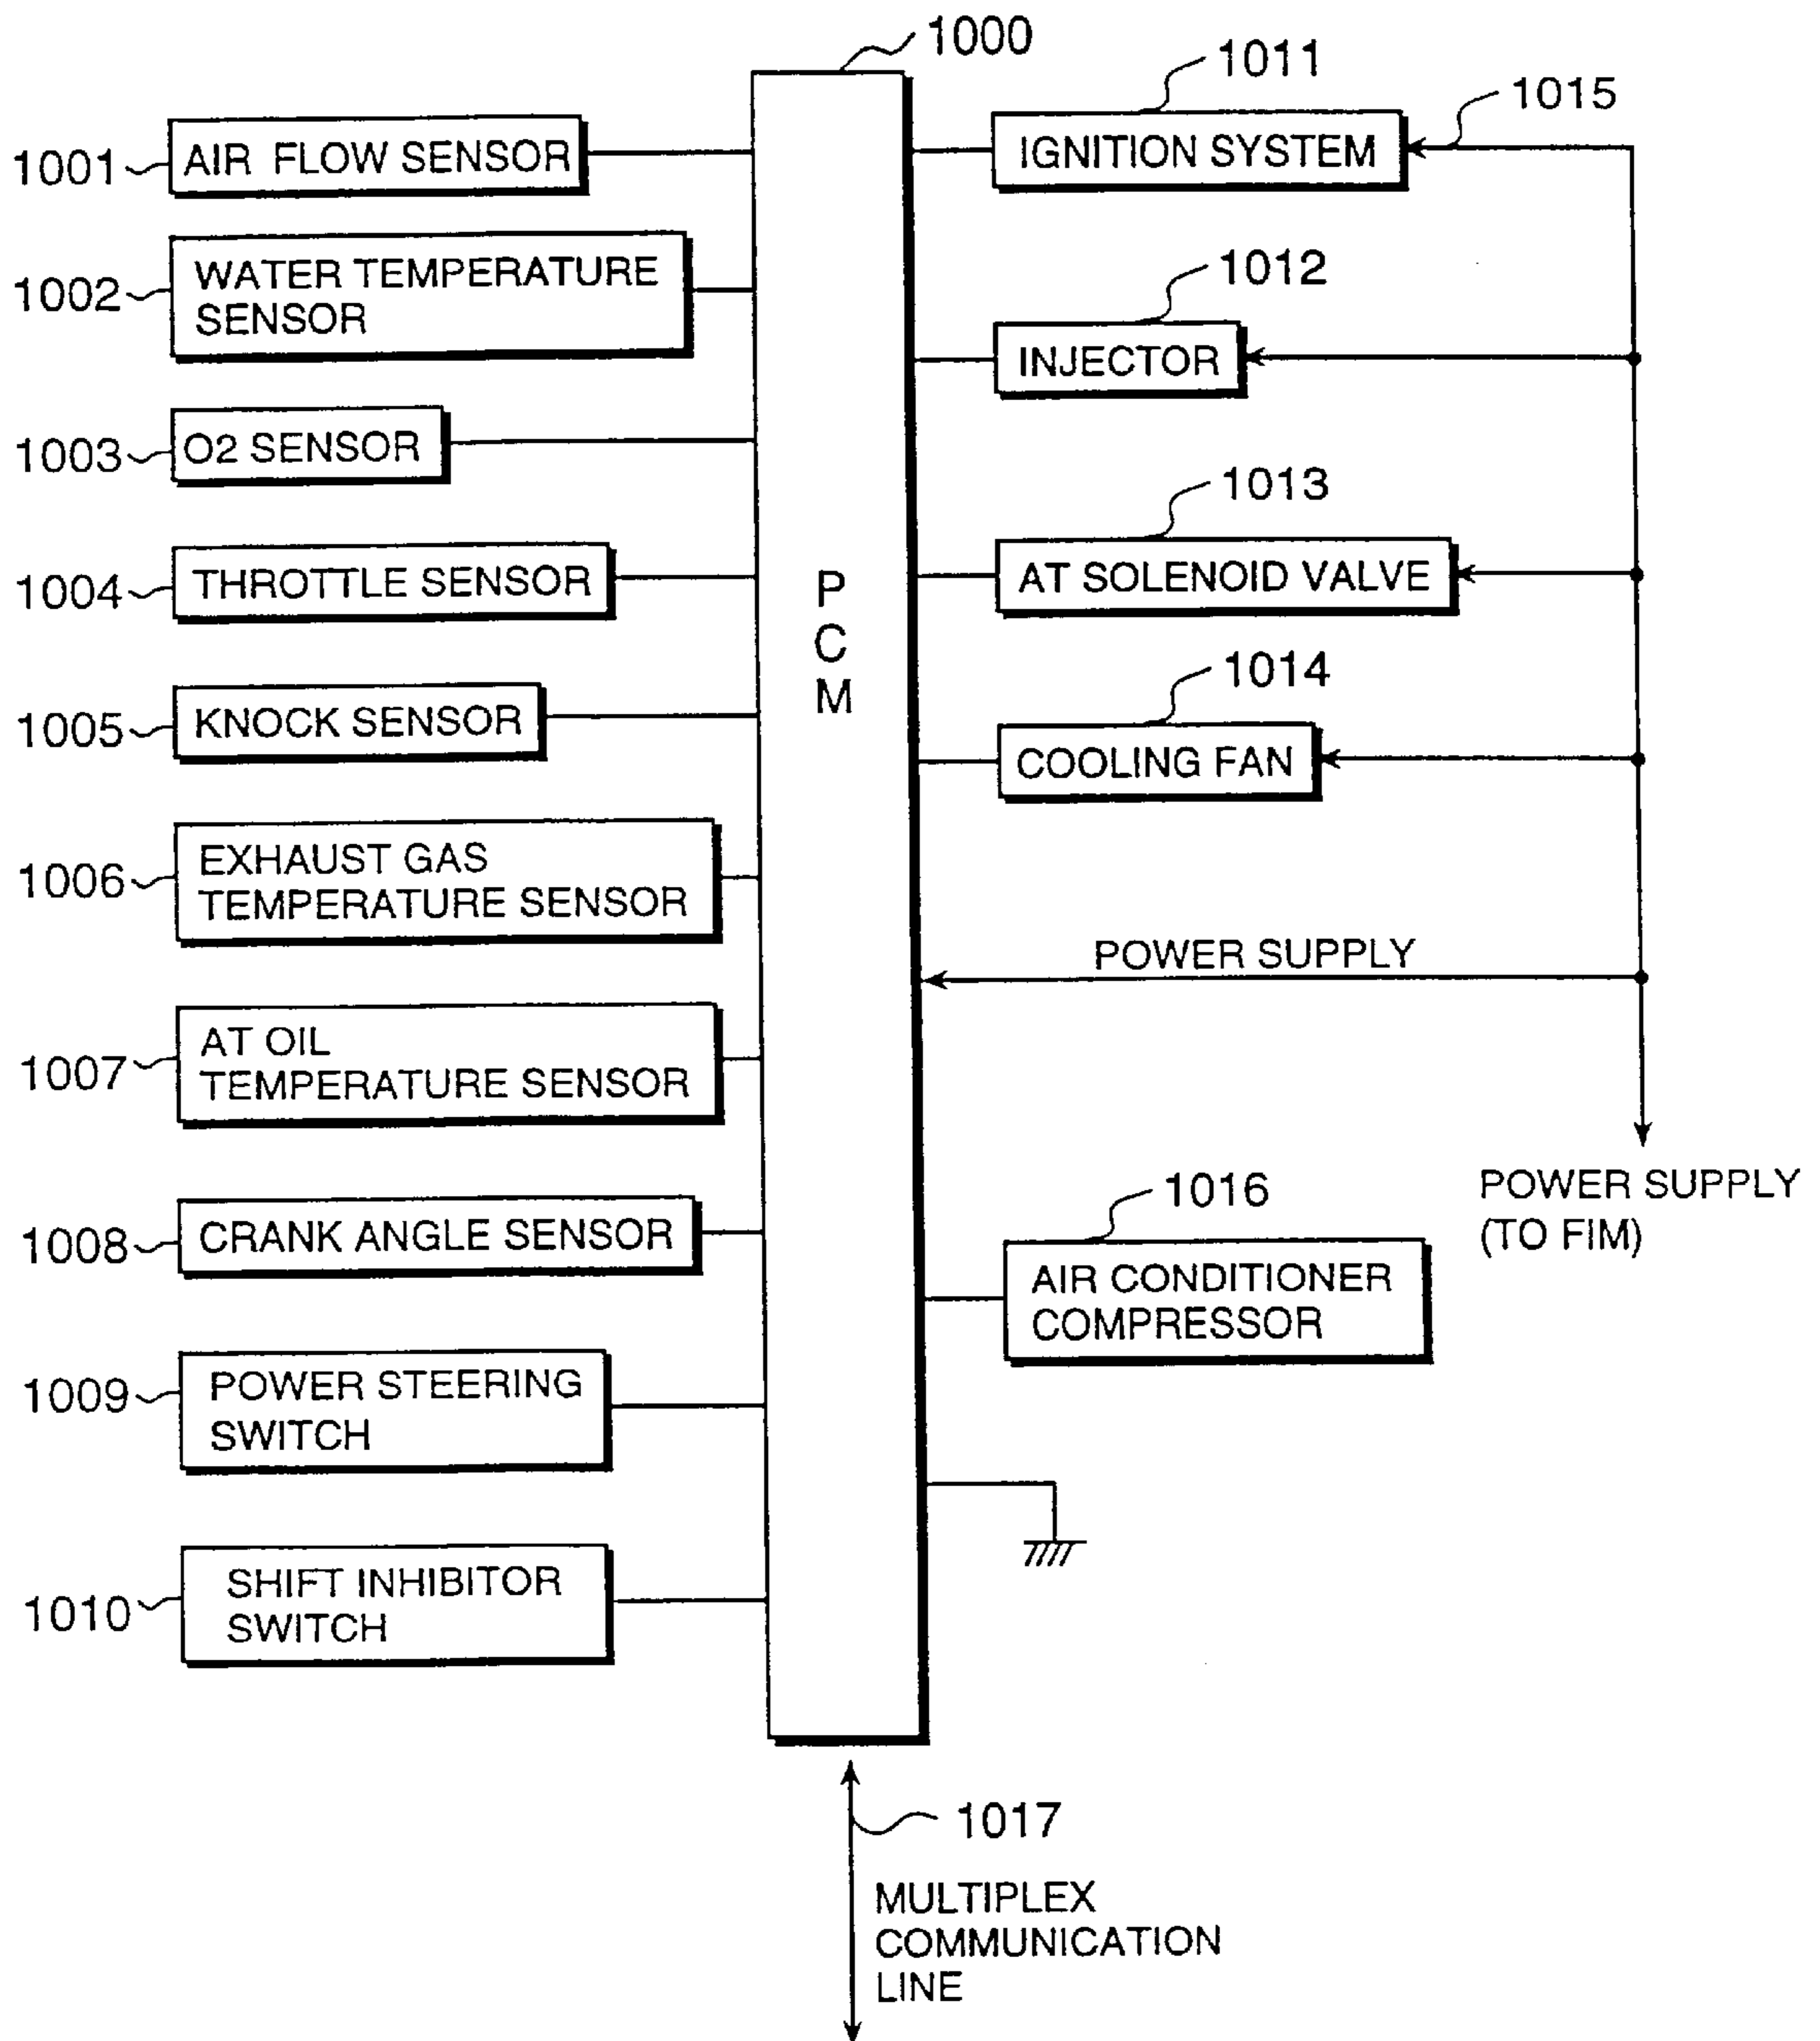 1000
1001
AIR FLOW SENSOR
1002
WATER TEMPERATURE
SENSOR
1003
O2 SENSOR
1004
THROTTLE SENSOR
1005
KNOCK SENSOR
1006
EXHAUST GAS
TEMPERATURE SENSOR
1007
AT OIL
TEMPERATURE SENSOR
1008
CRANK ANGLE SENSOR
1009
POWER STEERING
SWITCH
1010
SHIFT INHIBITOR
SWITCH
P
C
M
1011
IGNITION SYSTEM
1015
1012
INJECTOR
1013
AT SOLENOID VALVE
1014
COOLING FAN
POWER SUPPLY
POWER SUPPLY
(TO FIM)
1016
AIR CONDITIONER
COMPRESSOR
1017
MULTIPLEX
COMMUNICATION
LINE